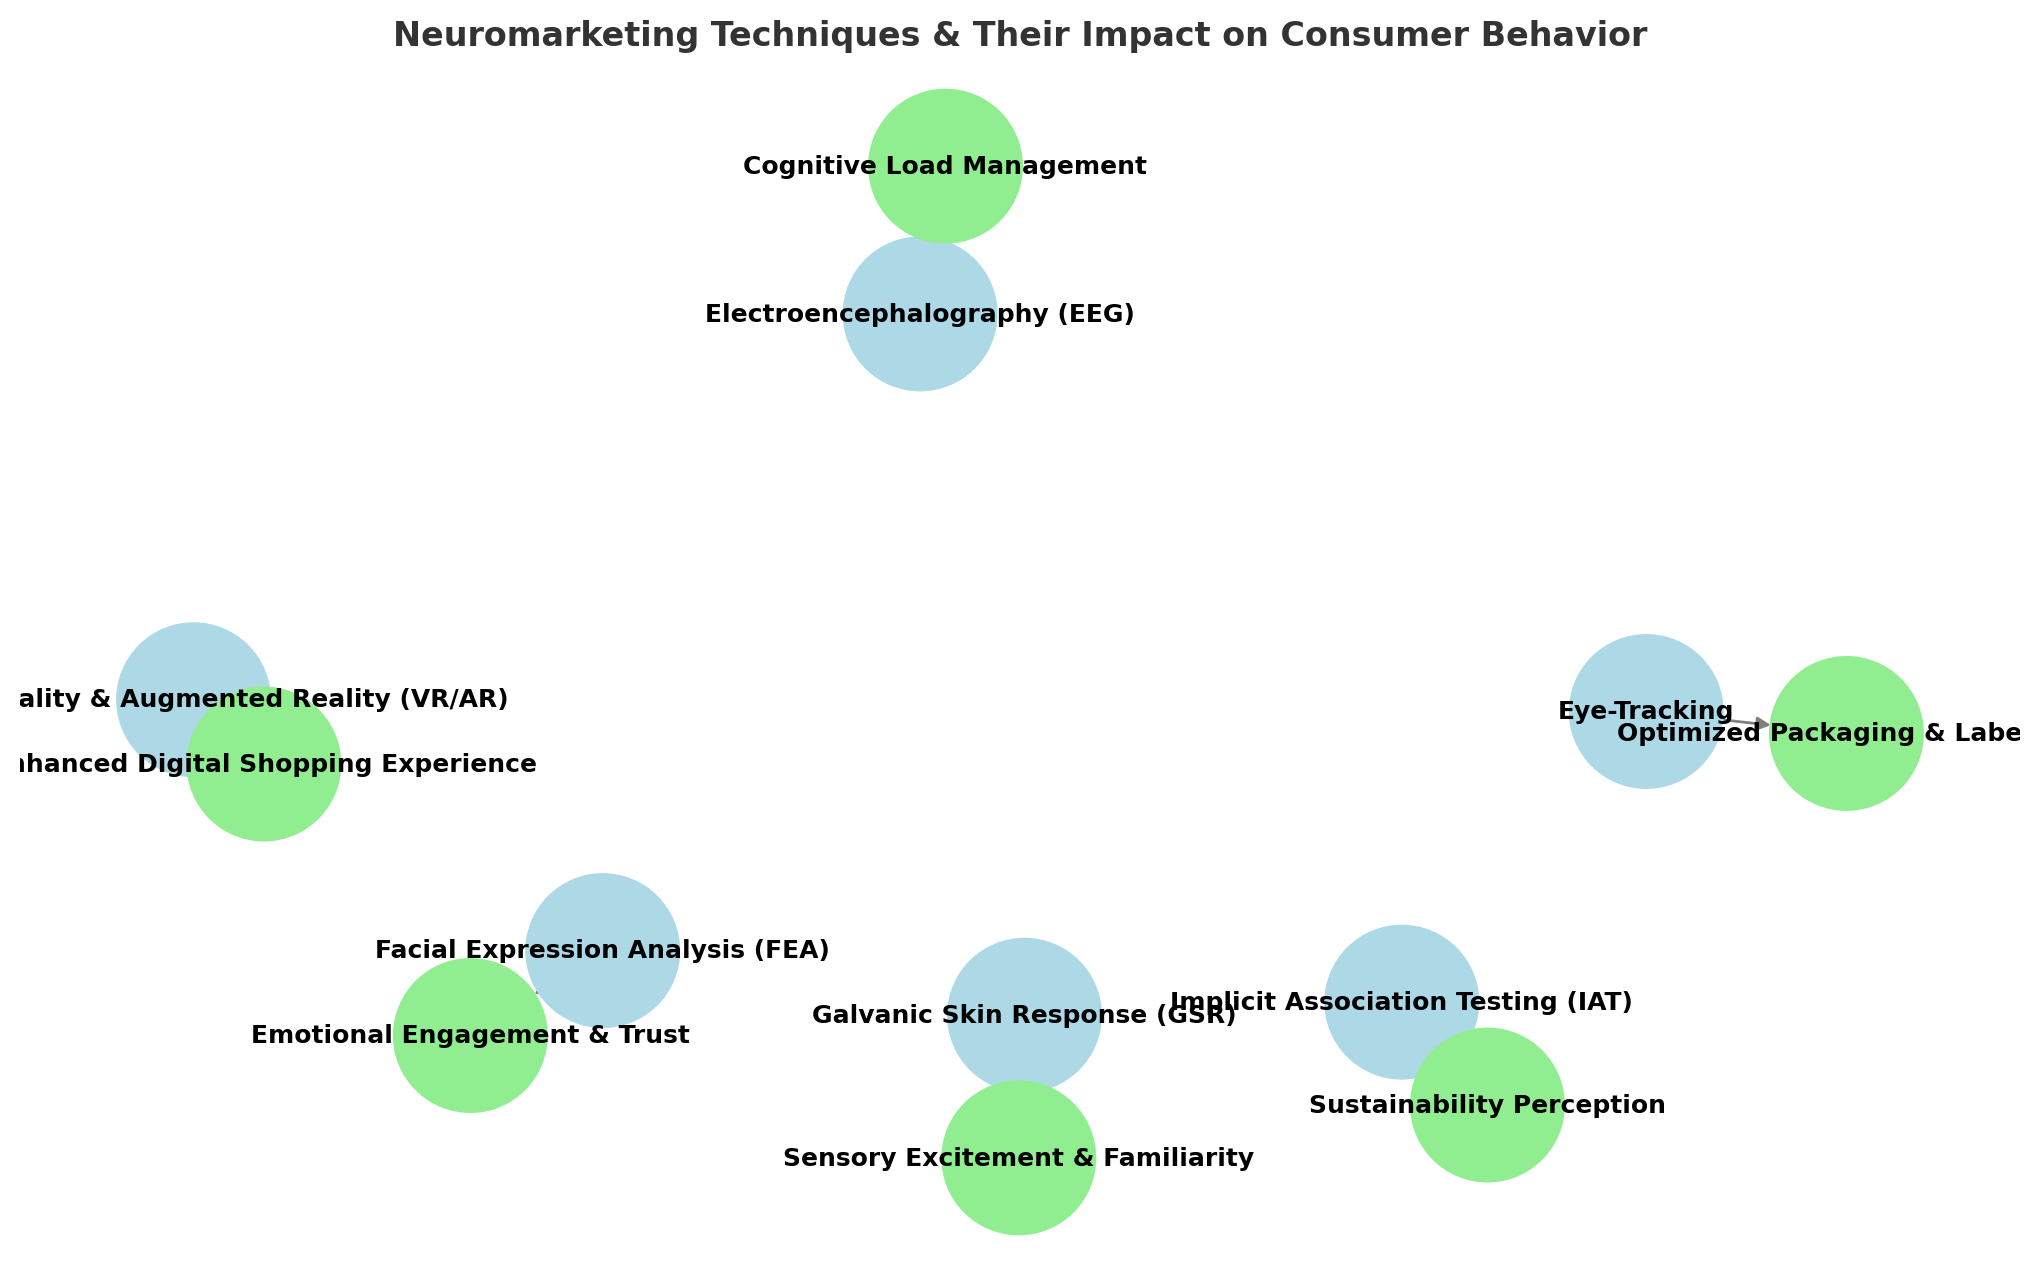 Neuromarketing Techniques & Their Impact on Consumer Behavior
Cognitive Load Management
Electroencephalography (EEG)
ality & Augmented Reality (VR/AR)
nhanced Digital Shopping Experience
Eye-Tracking
Optimized Packaging & Labe
Facial Expression Analysis (FEA)
Emotional Engagement & Trust
Galvanic Skin Response (GSR)
Implicit Association Testing (IAT)
Sustainability Perception
Sensory Excitement & Familiarity